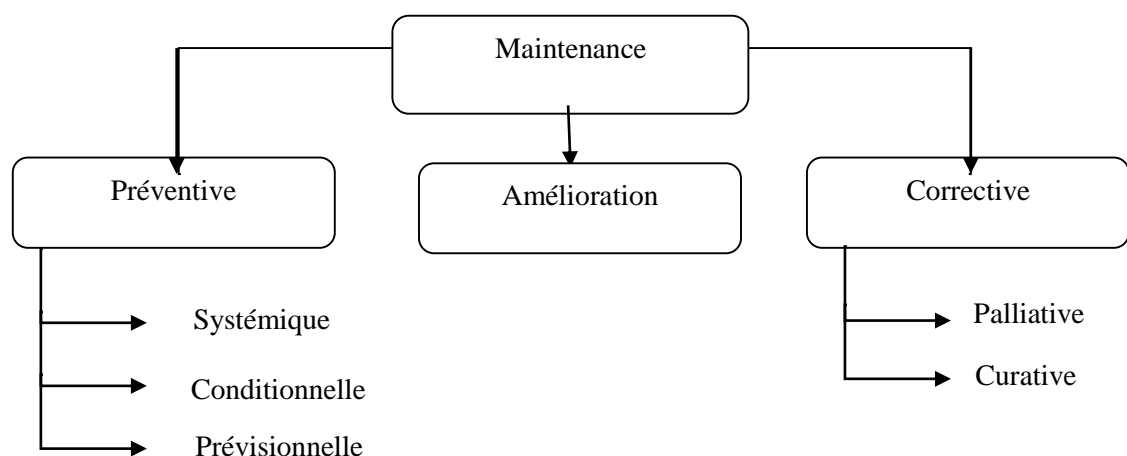 Maintenance
Préventive
Amélioration
Corrective
Systémique
Conditionnelle
Prévisionnelle
Palliative
Curative